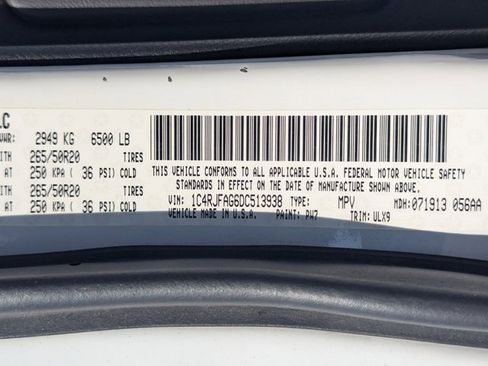 LC
VWR: 2949 KG 6500 LB
ITH 265/50R20 TIRES
AT 250 KPA ( 36 PSI) COLD
ITH 265/50R20 TIRES
AT 250 KPA ( 36 PSI) COLD
THIS VEHICLE CONFORMS TO ALL APPLICABLE U.S.A. FEDERAL MOTOR VEHICLE SAFETY
STANDARDS IN EFFECT ON THE DATE OF MANUFACTURE SHOWN ABOVE.
VIN: 1C4RJFAG6DC513938 TYPE: MPV MDH: 071913 056AA
VEHICLE MADE IN U.S.A. PAINT: PW7 TRIM: ULX9